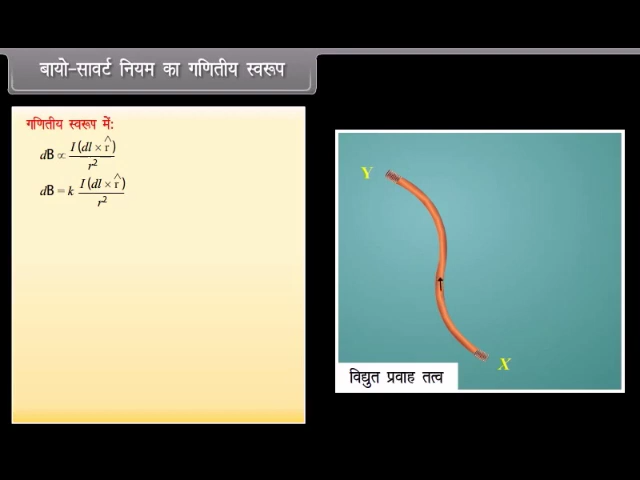 बायो-सावर्ट नियम का गणितीय स्वरूप
गणितीय स्वरूप में:
dB ∝ I(dl × r̂) / r²
dB = k I(dl × r̂) / r²
Y
X
विद्युत प्रवाह तत्व